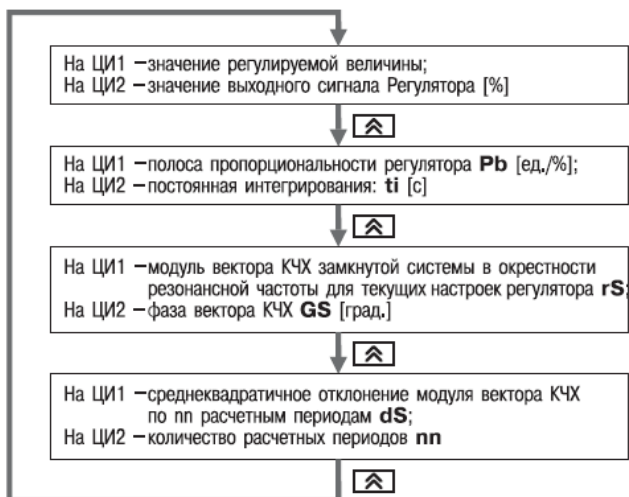 На ЦИ1 –значение регулируемой величины;
На ЦИ2 –значение выходного сигнала Регулятора [%]
На ЦИ1 –полоса пропорциональности регулятора Pb [ед./%];
На ЦИ2 –постоянная интегрирования: ti [с]
На ЦИ1 –модуль вектора КЧХ замкнутой системы в окрестности
резонансной частоты для текущих настроек регулятора rS;
На ЦИ2 –фаза вектора КЧХ GS [град.]
На ЦИ1 –среднеквадратичное отклонение модуля вектора КЧХ
по nn расчетным периодам dS;
На ЦИ2 –количество расчетных периодов nn